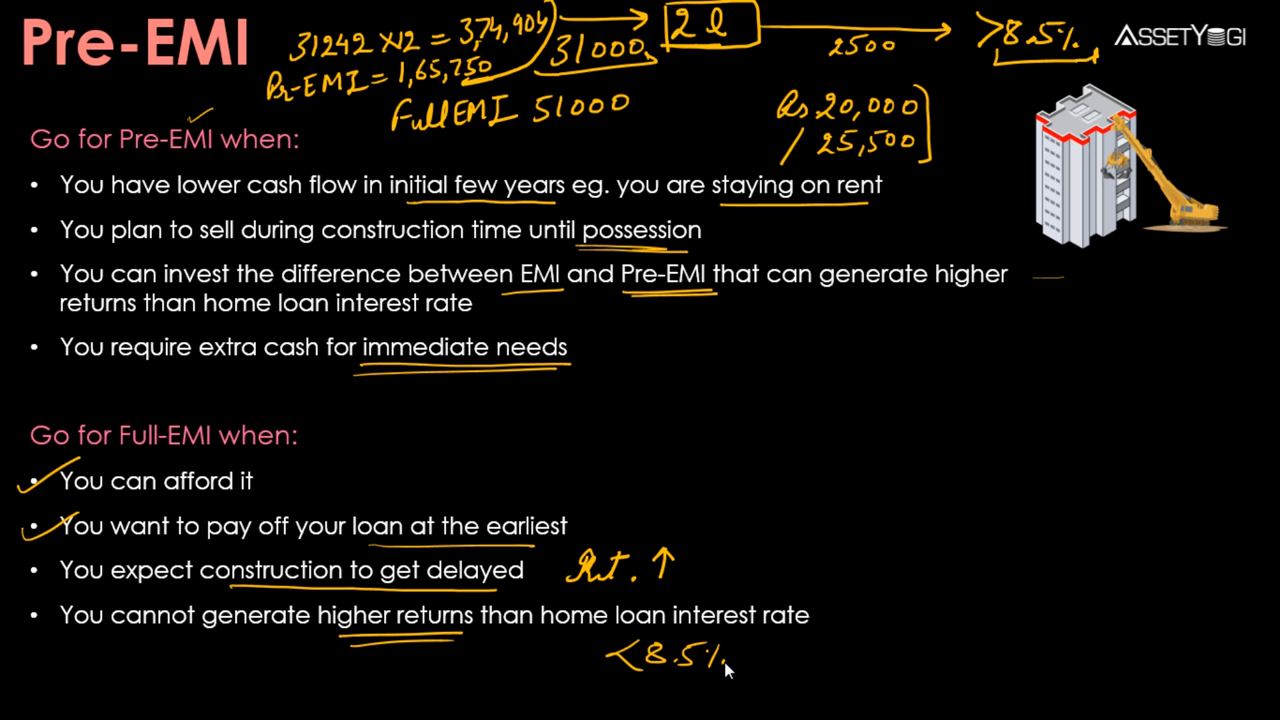 Pre-EMI
31242 X12 = 3,74,904
Pr-EMI = 1,65,750
31000
2 l
2500
>8.5%
ASSETYOGI
Full EMI 51000
Rs 20,000
/ 25,500
Go for Pre-EMI when:
• You have lower cash flow in initial few years eg. you are staying on rent
• You plan to sell during construction time until possession
• You can invest the difference between EMI and Pre-EMI that can generate higher
returns than home loan interest rate
• You require extra cash for immediate needs
Go for Full-EMI when:
• You can afford it
• You want to pay off your loan at the earliest
• You expect construction to get delayed
• You cannot generate higher returns than home loan interest rate
<8.5%